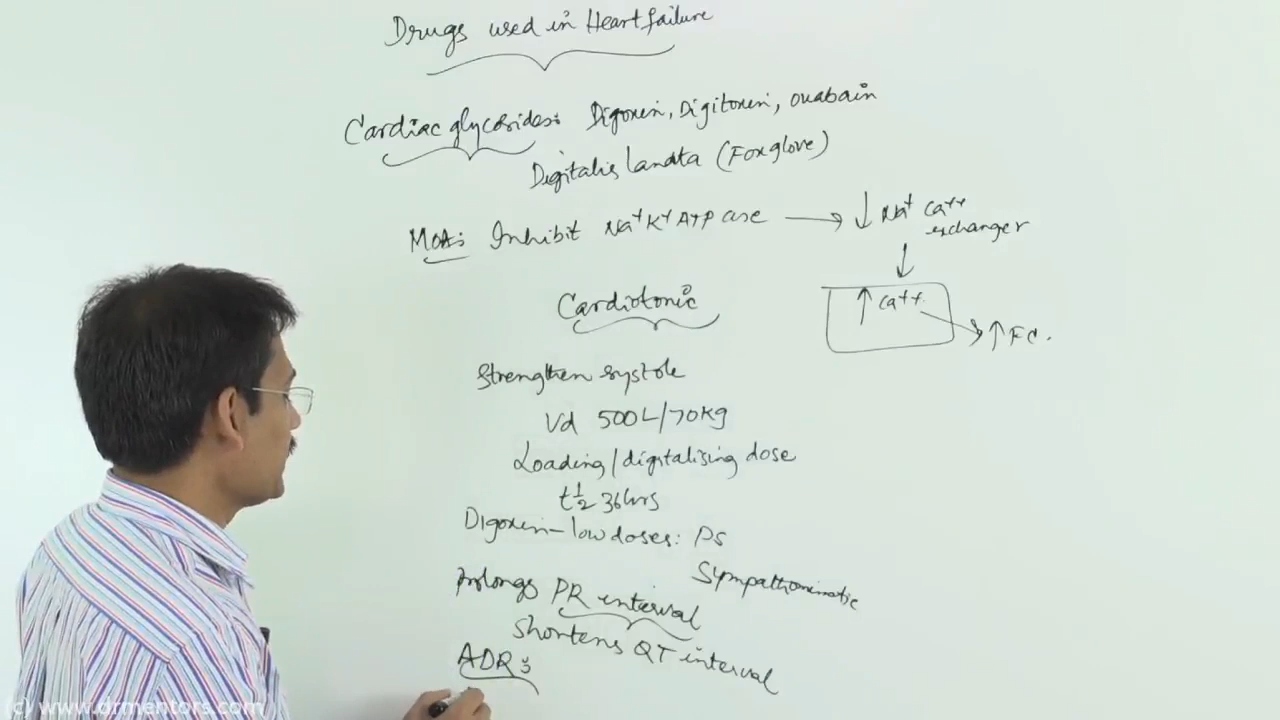 Drugs used in Heart failure
Cardiac glycosides: Digoxin, Digitoxin, ouabain
Digitalis lanata (Foxglove)
MOA: Inhibit Na+ K+ ATPase → ↓ Na+ Ca++
exchanger
↓
↑ Ca++ → ↑ FC.
Cardiotonic
Strengthen systole
Vd 500L/70kg
Loading/digitalising dose
t½ 36hrs
Digoxin-low doses: PS
Sympathomimetic
Prolongs PR interval
Shortens QT interval
ADRs
(c) www.drmentors.com